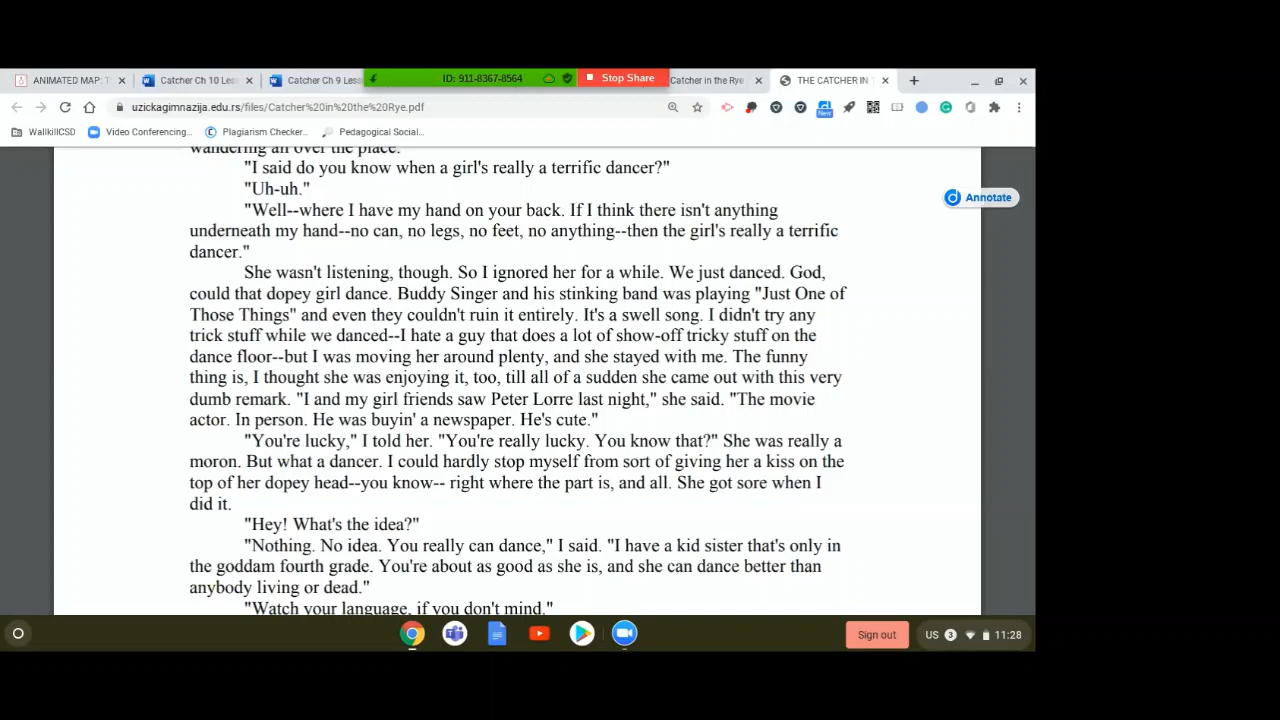 ANIMATED MAP: T
Catcher Ch 10 Les
Catcher Ch 9 Less
ID: 911-8367-8564
Stop Share
Catcher in the Rye
THE CATCHER IN T
uzickagimnazija.edu.rs/files/Catcher%20in%20the%20Rye.pdf
New
WallkillCSD
Video Conferencing...
Plagiarism Checker...
Pedagogical Social...
wandering all over the place.
"I said do you know when a girl's really a terrific dancer?"
"Uh-uh."
"Well--where I have my hand on your back. If I think there isn't anything
underneath my hand--no can, no legs, no feet, no anything--then the girl's really a terrific
dancer."
She wasn't listening, though. So I ignored her for a while. We just danced. God,
could that dopey girl dance. Buddy Singer and his stinking band was playing "Just One of
Those Things" and even they couldn't ruin it entirely. It's a swell song. I didn't try any
trick stuff while we danced--I hate a guy that does a lot of show-off tricky stuff on the
dance floor--but I was moving her around plenty, and she stayed with me. The funny
thing is, I thought she was enjoying it, too, till all of a sudden she came out with this very
dumb remark. "I and my girl friends saw Peter Lorre last night," she said. "The movie
actor. In person. He was buyin' a newspaper. He's cute."
"You're lucky," I told her. "You're really lucky. You know that?" She was really a
moron. But what a dancer. I could hardly stop myself from sort of giving her a kiss on the
top of her dopey head--you know-- right where the part is, and all. She got sore when I
did it.
"Hey! What's the idea?"
"Nothing. No idea. You really can dance," I said. "I have a kid sister that's only in
the goddam fourth grade. You're about as good as she is, and she can dance better than
anybody living or dead."
"Watch your language, if you don't mind."
Annotate
Sign out
US 3 11:28